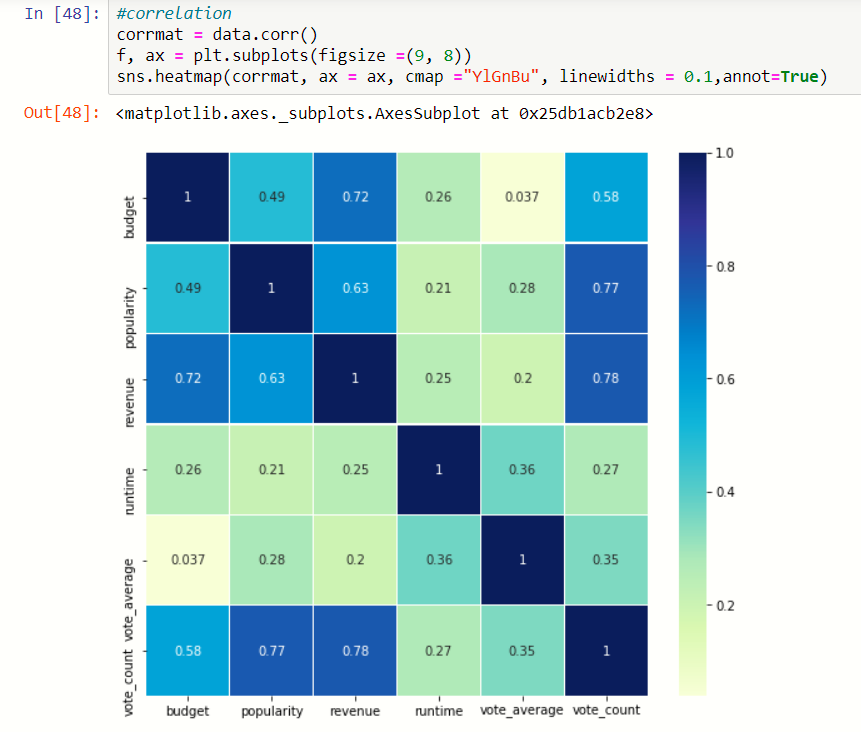 In [48]: #correlation
corrmat = data.corr()
f, ax = plt.subplots(figsize =(9, 8))
sns.heatmap(corrmat, ax = ax, cmap ="YlGnBu", linewidths = 0.1,annot=True)
Out[48]: <matplotlib.axes._subplots.AxesSubplot at 0x25db1acb2e8>
budget 1 0.49 0.72 0.26 0.037 0.58
popularity 0.49 1 0.63 0.21 0.28 0.77
revenue 0.72 0.63 1 0.25 0.2 0.78
runtime 0.26 0.21 0.25 1 0.36 0.27
vote_average 0.037 0.28 0.2 0.36 1 0.35
vote_count 0.58 0.77 0.78 0.27 0.35 1
budget popularity revenue runtime vote_average vote_count
1.0
0.8
0.6
0.4
0.2